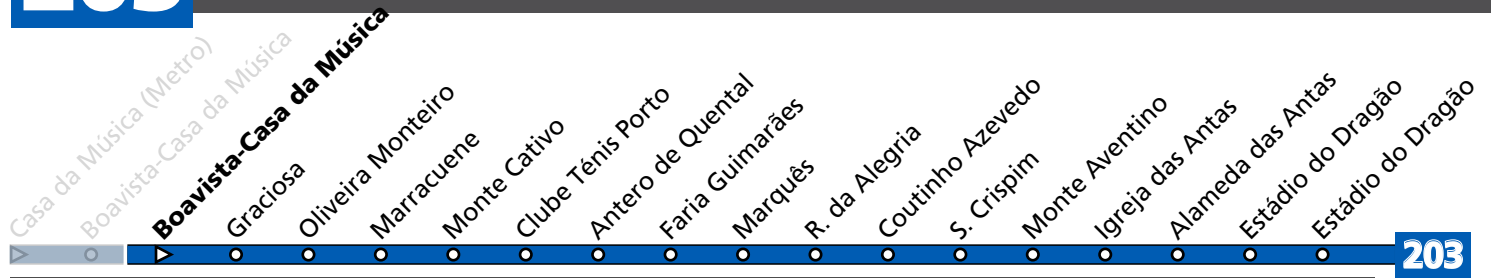 203
Casa da Música (Metro)
Boavista-Casa da Música
Boavista-Casa da Música
Graciosa
Oliveira Monteiro
Marracuene
Monte Cativo
Clube Ténis Porto
Antero de Quental
Faria Guimarães
Marquês
R. da Alegria
Coutinho Azevedo
S. Crispim
Monte Aventino
Igreja das Antas
Alameda das Antas
Estádio do Dragão
Estádio do Dragão
203